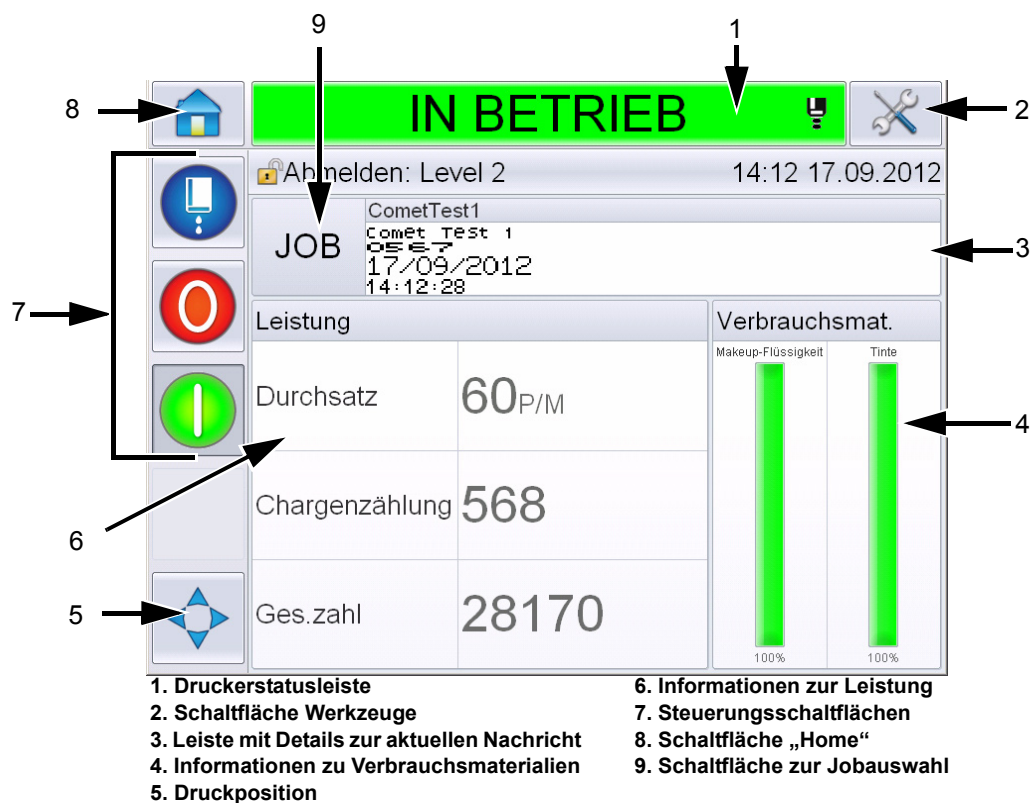 9
1
8
IN BETRIEB
2
Abmelden: Level 2
14:12 17.09.2012
JOB
CometTest1
Comet Test 1
0567
17/09/2012
14:12:28
3
7
Leistung
Verbrauchsmat.
Makeup-Flüssigkeit
Tinte
Durchsatz
60P/M
4
Chargenzählung
568
6
5
Ges.zahl
28170
100%
100%
1. Druckerstatusleiste
2. Schaltfläche Werkzeuge
3. Leiste mit Details zur aktuellen Nachricht
4. Informationen zu Verbrauchsmaterialien
5. Druckposition
6. Informationen zur Leistung
7. Steuerungsschaltflächen
8. Schaltfläche „Home“
9. Schaltfläche zur Jobauswahl